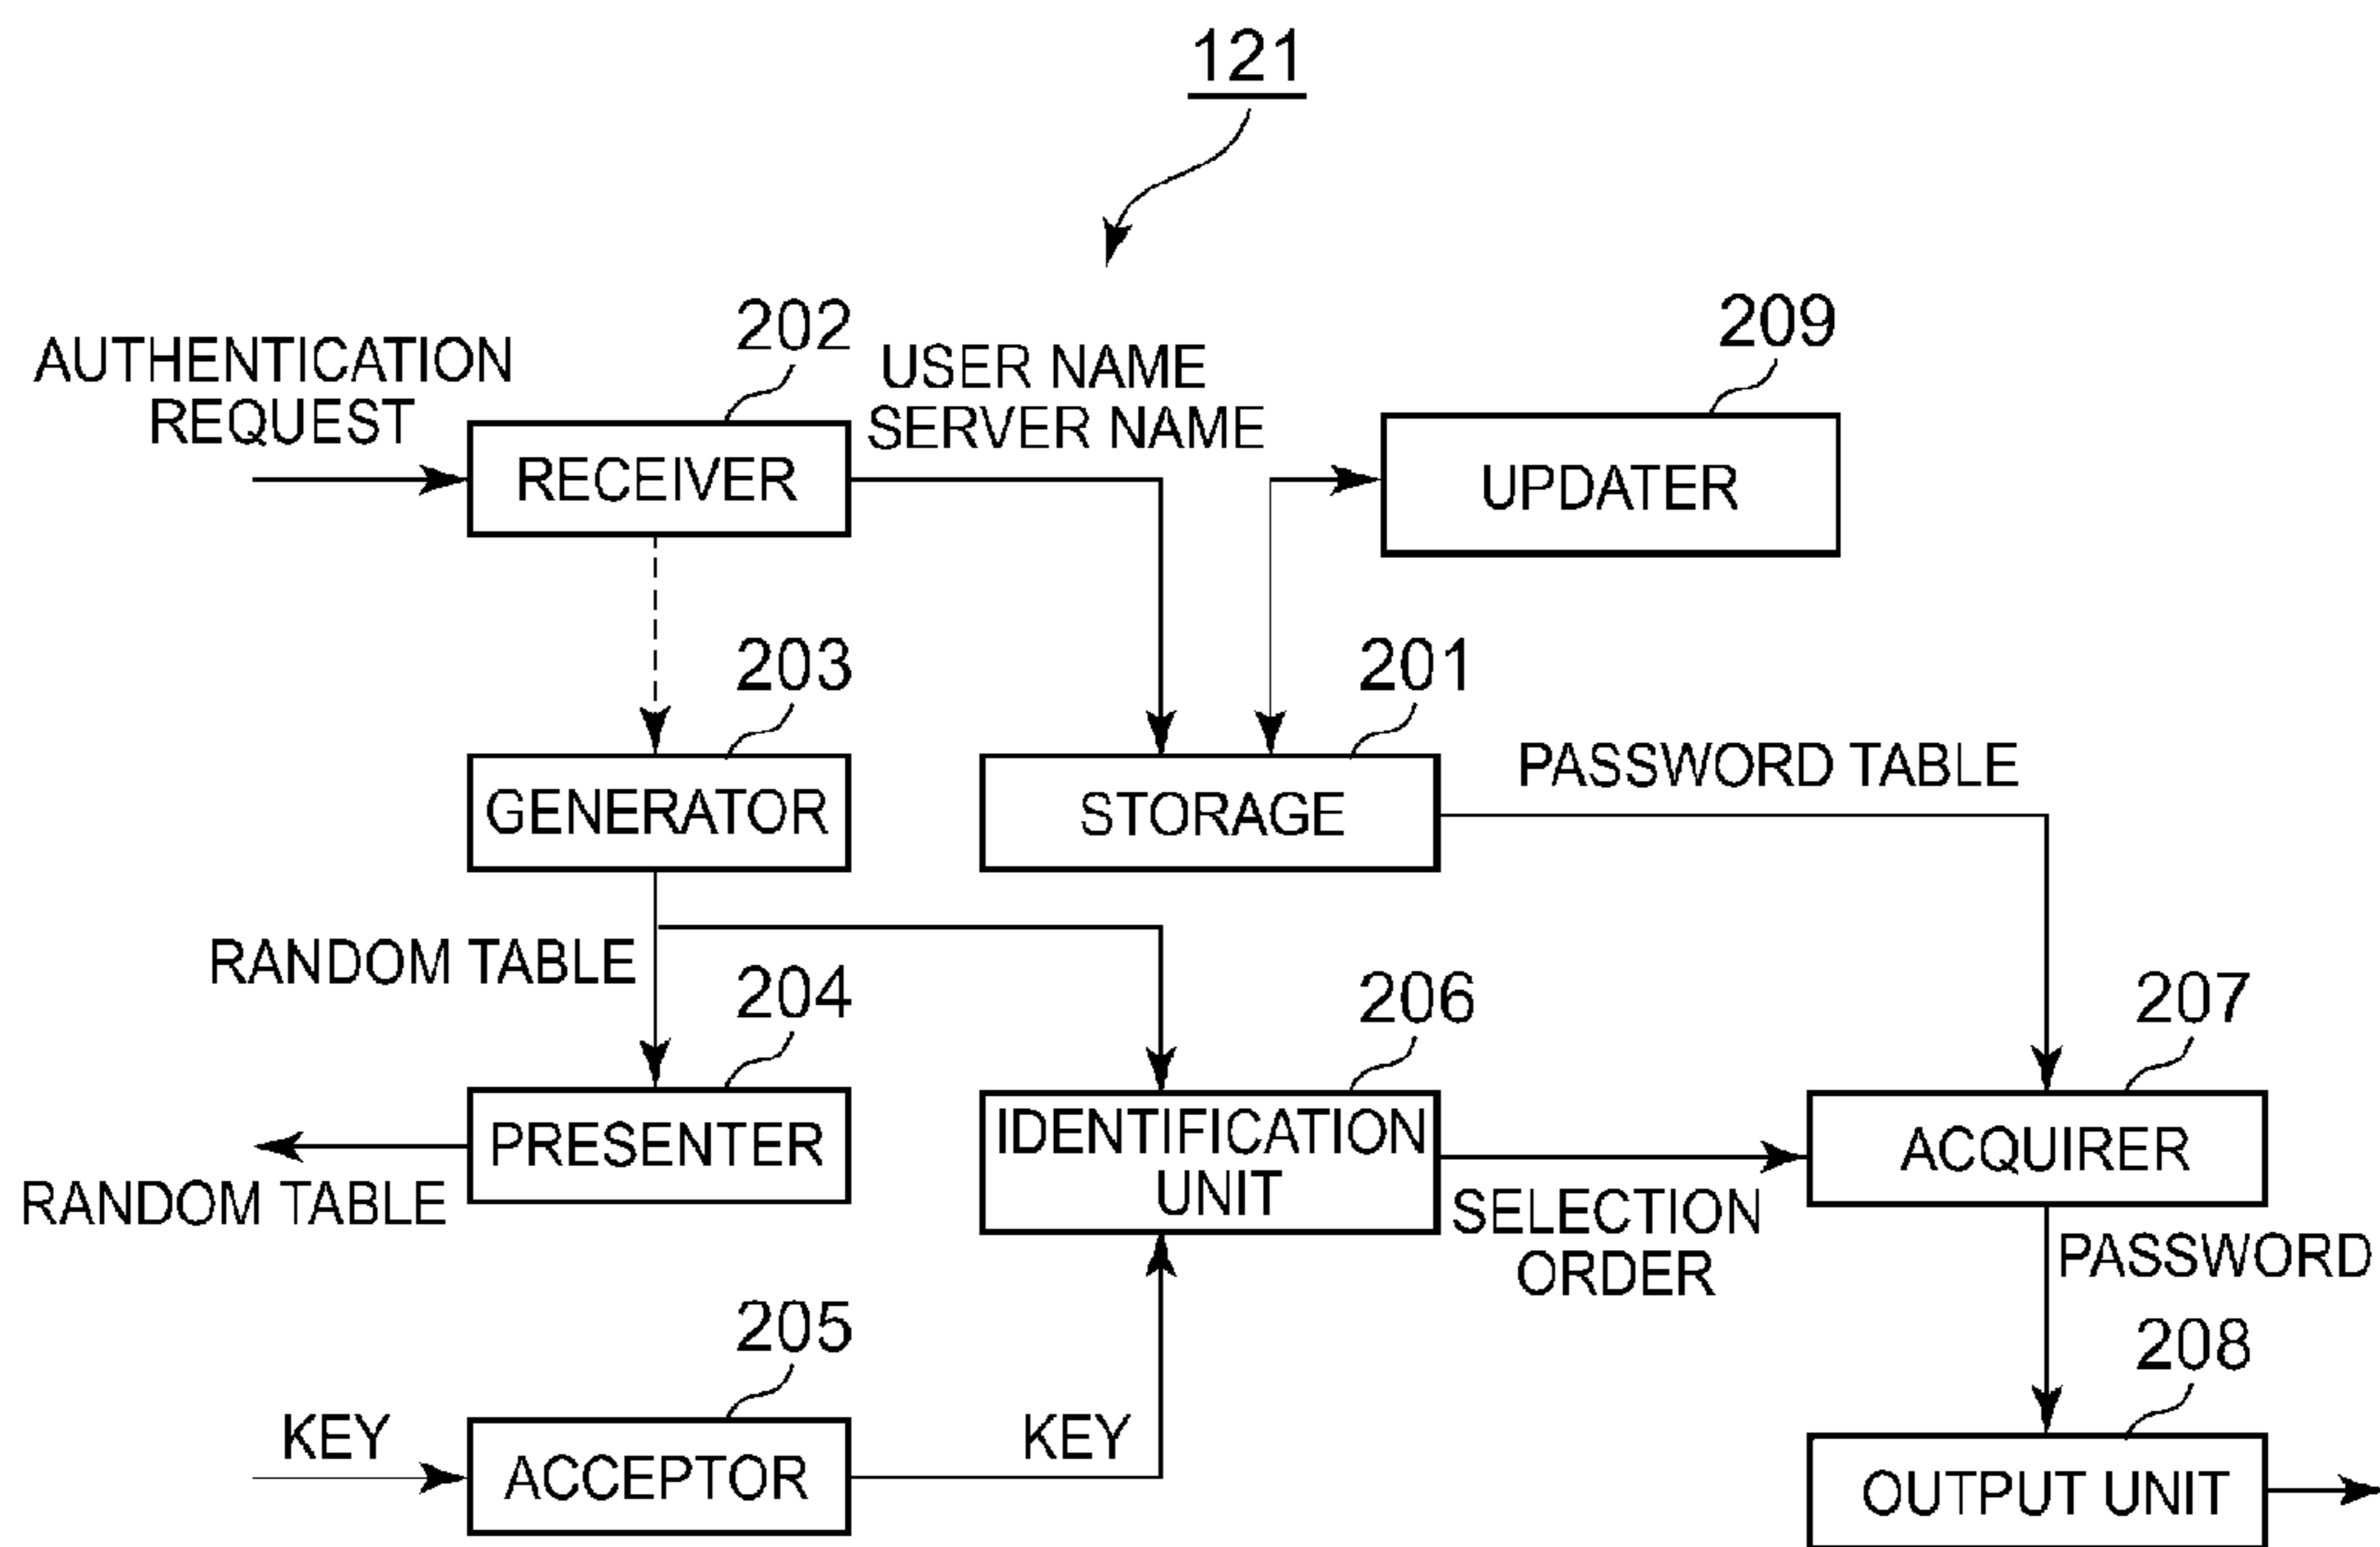 121
202
209
AUTHENTICATION
REQUEST
USER NAME
SERVER NAME
RECEIVER
UPDATER
203
201
GENERATOR
STORAGE
PASSWORD TABLE
RANDOM TABLE
204
206
207
PRESENTER
RANDOM TABLE
IDENTIFICATION
UNIT
SELECTION
ORDER
ACQUIRER
PASSWORD
205
208
KEY
ACCEPTOR
KEY
OUTPUT UNIT